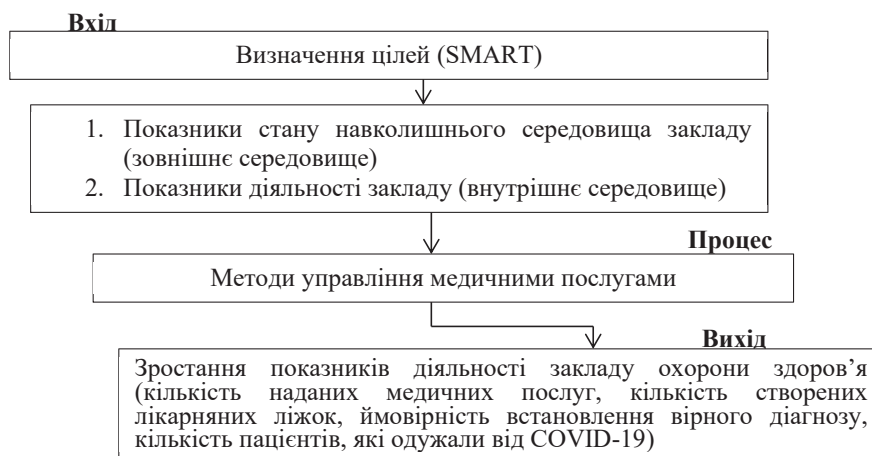 Вхід
Визначення цілей (SMART)
1. Показники стану навколишнього середовища закладу
(зовнішнє середовище)
2. Показники діяльності закладу (внутрішнє середовище)
Процес
Методи управління медичними послугами
Вихід
Зростання показників діяльності закладу охорони здоров’я
(кількість наданих медичних послуг, кількість створених
лікарняних ліжок, ймовірність встановлення вірного діагнозу,
кількість пацієнтів, які одужали від COVID-19)